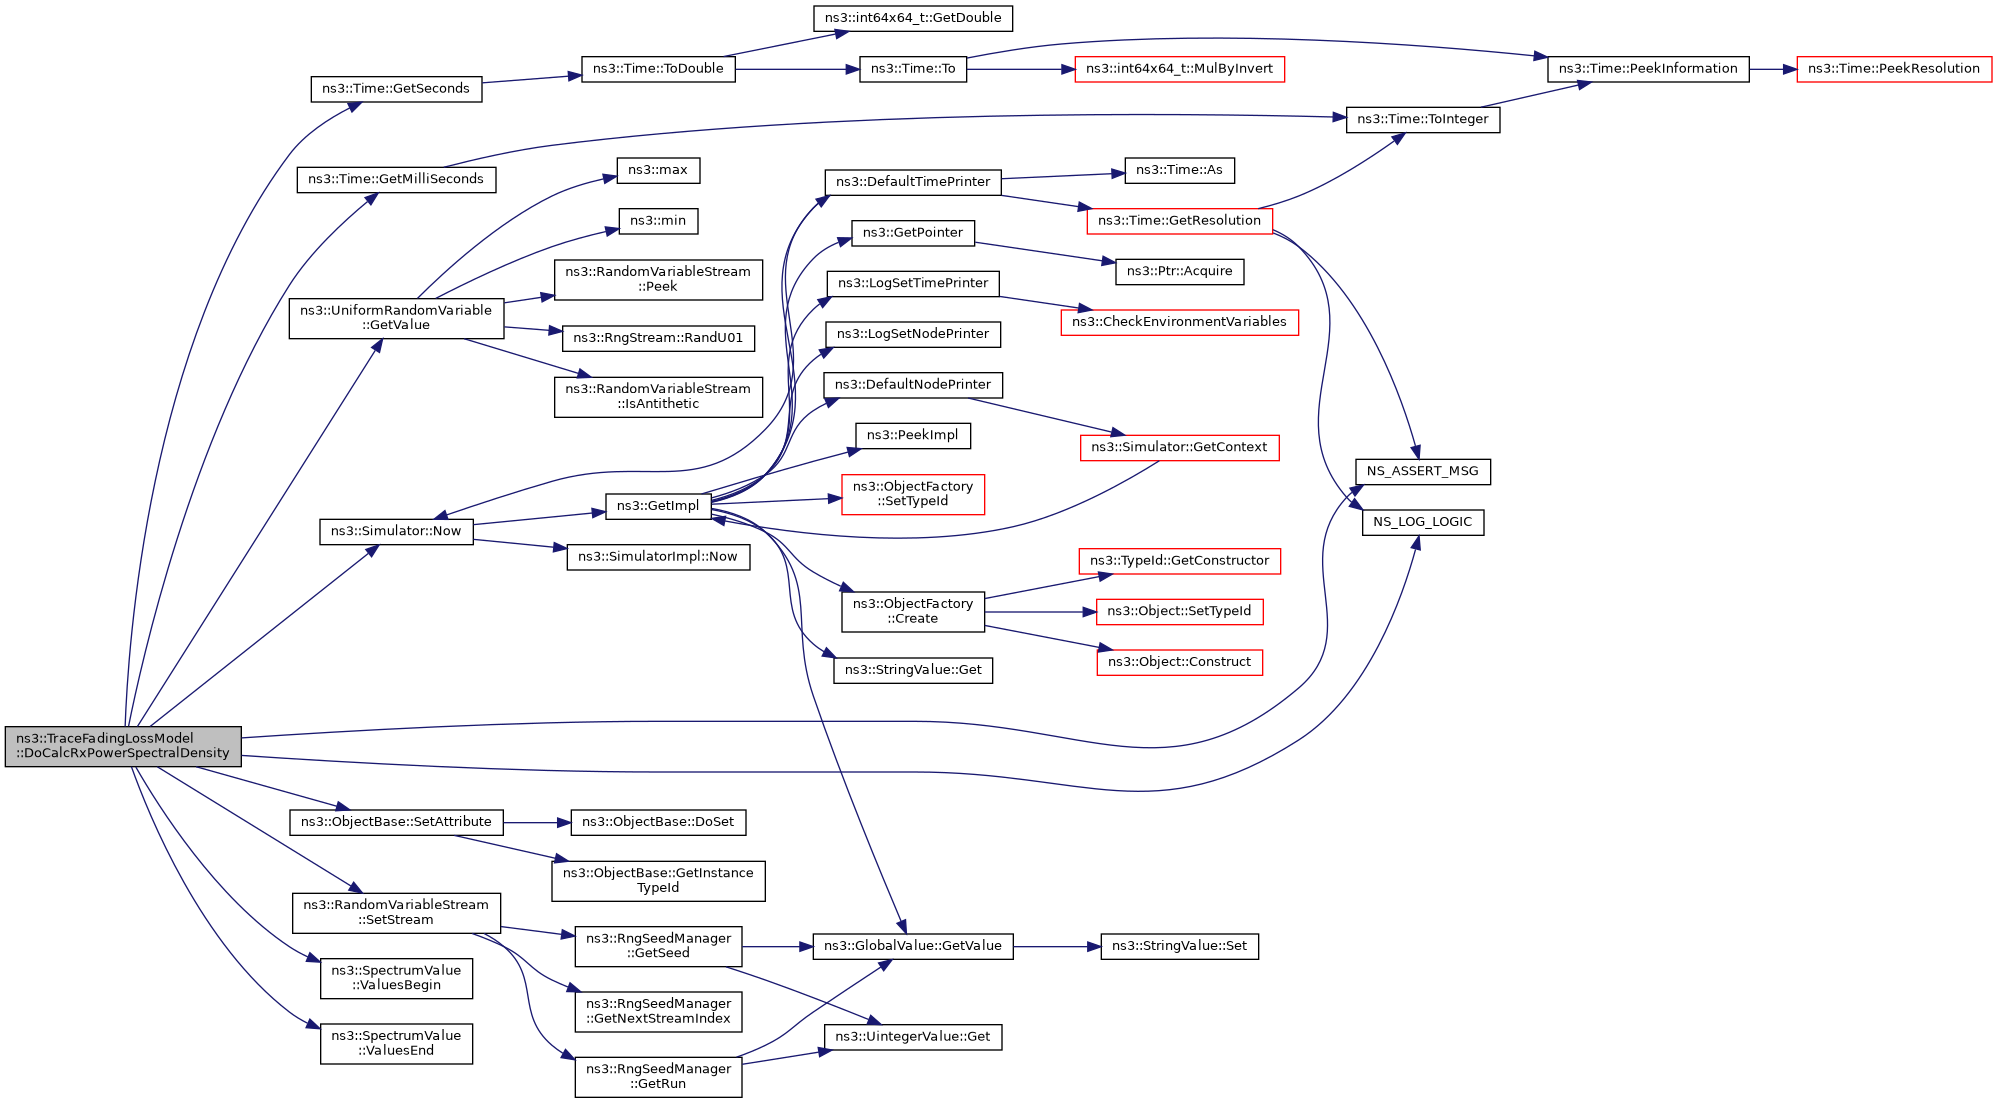 ns3::TraceFadingLossModel
::DoCalcRxPowerSpectralDensity
ns3::Time::GetSeconds
ns3::Time::GetMilliSeconds
ns3::UniformRandomVariable
::GetValue
ns3::Simulator::Now
ns3::ObjectBase::SetAttribute
ns3::RandomVariableStream
::SetStream
ns3::SpectrumValue
::ValuesBegin
ns3::SpectrumValue
::ValuesEnd
ns3::Time::ToDouble
ns3::max
ns3::min
ns3::RandomVariableStream
::Peek
ns3::RngStream::RandU01
ns3::RandomVariableStream
::IsAntithetic
ns3::GetImpl
ns3::SimulatorImpl::Now
ns3::ObjectBase::DoSet
ns3::ObjectBase::GetInstance
TypeId
ns3::RngSeedManager
::GetSeed
ns3::RngSeedManager
::GetNextStreamIndex
ns3::RngSeedManager
::GetRun
ns3::int64x64_t::GetDouble
ns3::Time::To
ns3::DefaultTimePrinter
ns3::GetPointer
ns3::LogSetTimePrinter
ns3::LogSetNodePrinter
ns3::DefaultNodePrinter
ns3::PeekImpl
ns3::ObjectFactory
::SetTypeId
ns3::ObjectFactory
::Create
ns3::StringValue::Get
ns3::GlobalValue::GetValue
ns3::UintegerValue::Get
ns3::int64x64_t::MulByInvert
ns3::Time::As
ns3::Time::GetResolution
ns3::Ptr::Acquire
ns3::CheckEnvironmentVariables
ns3::Simulator::GetContext
ns3::TypeId::GetConstructor
ns3::Object::SetTypeId
ns3::Object::Construct
ns3::StringValue::Set
ns3::Time::ToInteger
NS_ASSERT_MSG
NS_LOG_LOGIC
ns3::Time::PeekInformation
ns3::Time::PeekResolution